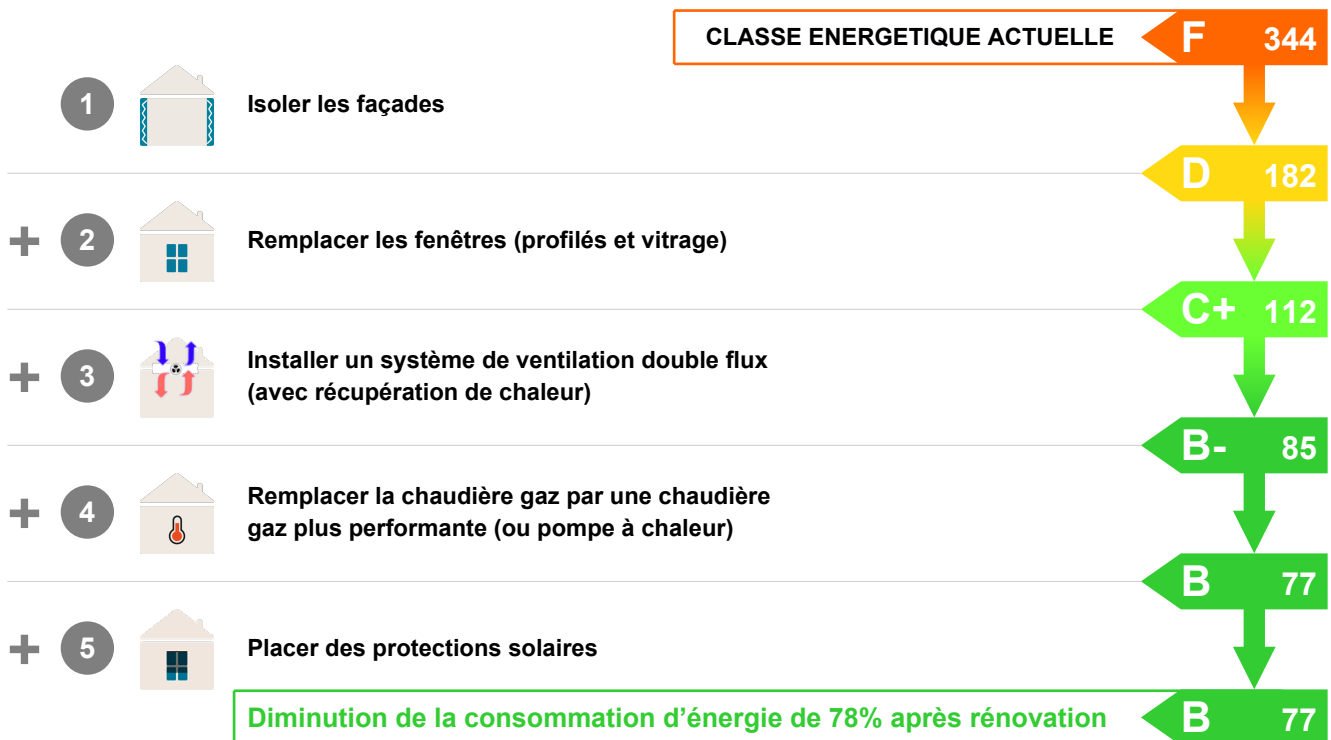 CLASSE ENERGETIQUE ACTUELLE F 344
1 Isoler les façades
D 182
+ 2 Remplacer les fenêtres (profilés et vitrage)
C+ 112
+ 3 Installer un système de ventilation double flux
(avec récupération de chaleur)
B- 85
+ 4 Remplacer la chaudière gaz par une chaudière
gaz plus performante (ou pompe à chaleur)
B 77
+ 5 Placer des protections solaires
Diminution de la consommation d’énergie de 78% après rénovation B 77